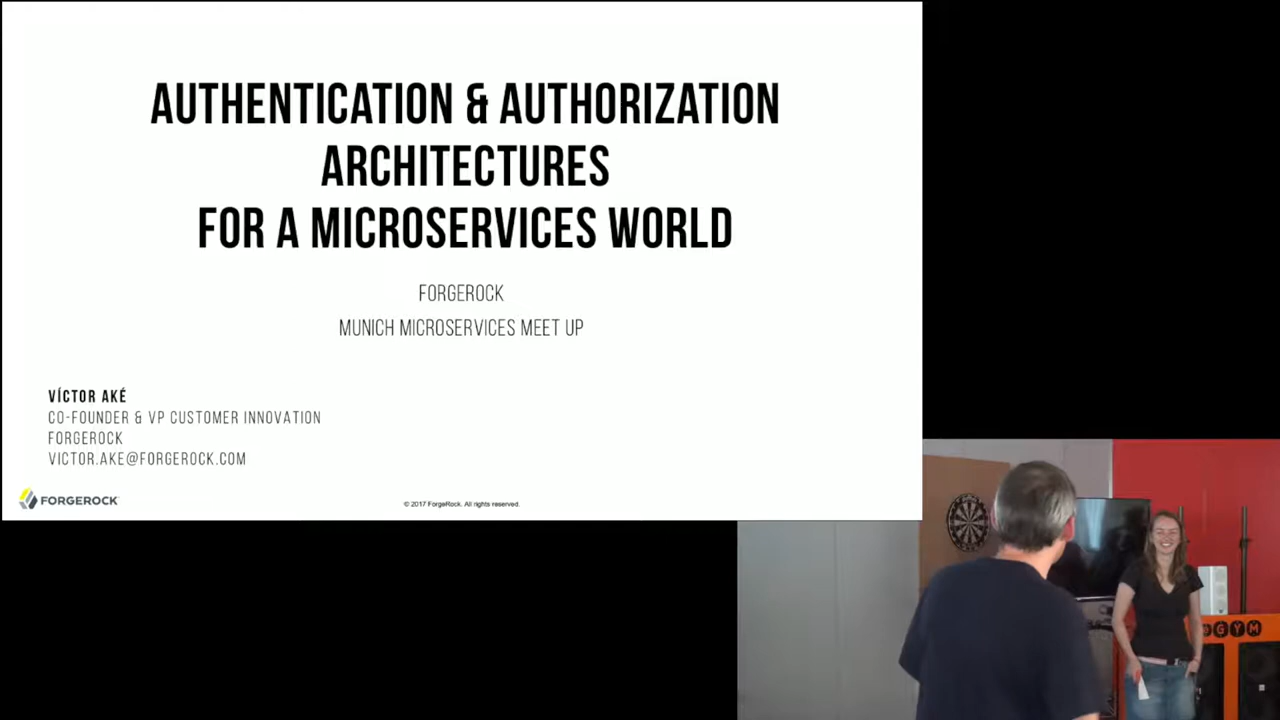 AUTHENTICATION & AUTHORIZATION
ARCHITECTURES
FOR A MICROSERVICES WORLD
FORGEROCK
MUNICH MICROSERVICES MEET UP
VÍCTOR AKÉ
CO-FOUNDER & VP CUSTOMER INNOVATION
FORGEROCK
VICTOR.AKE@FORGEROCK.COM
FORGEROCK
© 2017 ForgeRock. All rights reserved.
GYM